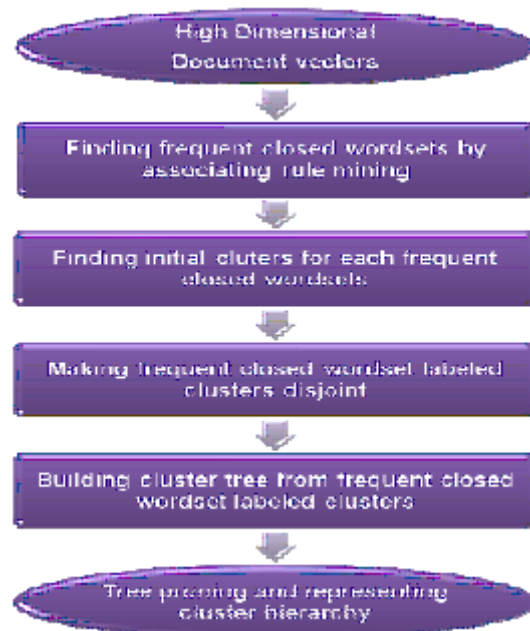 High Dimensional
Document vectors
Finding frequent closed wordsets by
associating rule mining
Finding initial cluters for each frequent
closed wordsets
Making frequent closed wordset labeled
clusters disjoint
Building cluster tree from frequent closed
wordset labeled clusters
Tree pruning and representing
cluster hierarchy